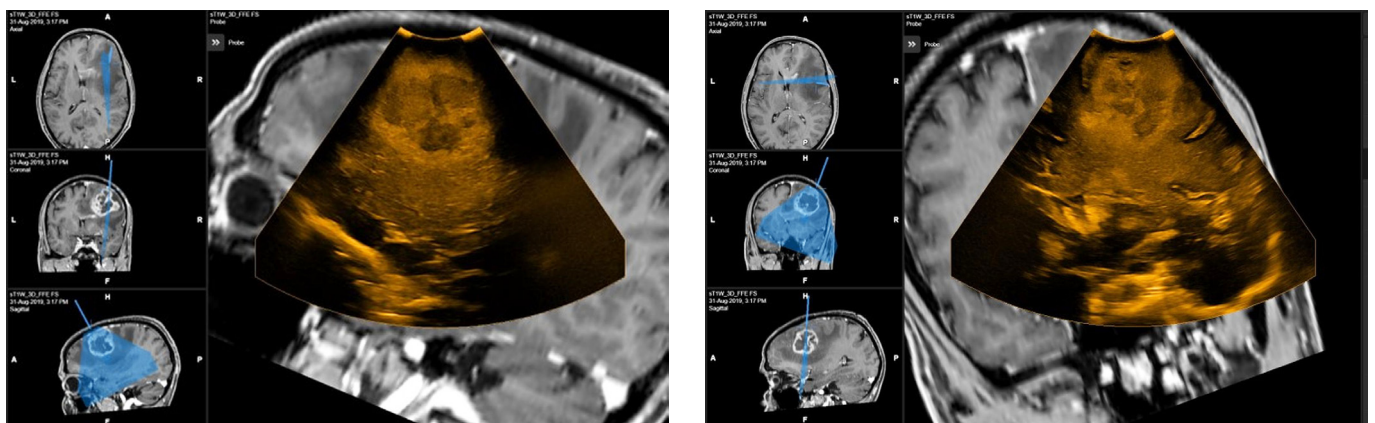 sT1W_3D_FFE FS
31-Aug-2019, 3:17 PM
Axial
A
L
R
P
sT1W_3D_FFE FS
31-Aug-2019, 3:17 PM
Coronal
H
L
R
F
sT1W_3D_FFE FS
31-Aug-2019, 3:17 PM
Sagittal
H
A
P
F
sT1W_3D_FFE FS
Probe
Probe
sT1W_3D_FFE FS
31-Aug-2019, 3:17 PM
Axial
A
L
R
P
sT1W_3D_FFE FS
31-Aug-2019, 3:17 PM
Coronal
H
L
R
F
sT1W_3D_FFE FS
31-Aug-2019, 3:17 PM
Sagittal
H
A
P
F
sT1W_3D_FFE FS
Probe
Probe